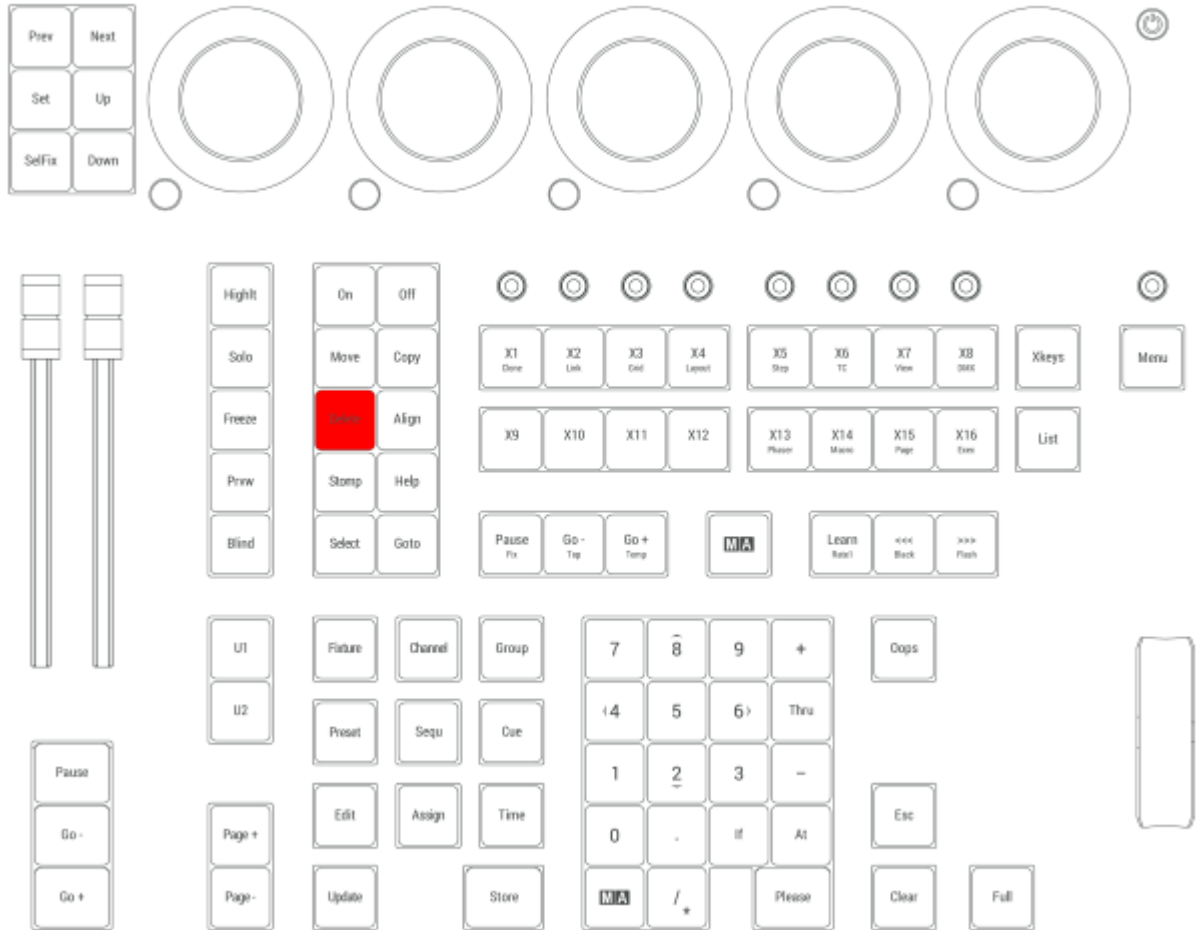 Prev Next
Set Up
SelFix Down
Highlt On Off
Solo Move Copy
X1 X2 X3 X4 X5 X6 X7 X8 Xkeys Menu
Clone Link Grid Layout Step TC View DMX
Freeze Align
X9 X10 X11 X12 X13 X14 X15 X16 List
Phaser Macro Page Exec
Prvw Stomp Help
Blind Select Goto
Pause Go - Go + MA Learn <<< >>>
Fix Top Temp Rate1 Black Flash
U1 Fixture Channel Group 7 8 9 + Oops
U2 Preset Sequ Cue 4 5 6 Thru
Pause 1 2 3 -
Go - Page + Edit Assign Time 0 . If At Esc
Go + Page - Update Store MA / * Please Clear Full